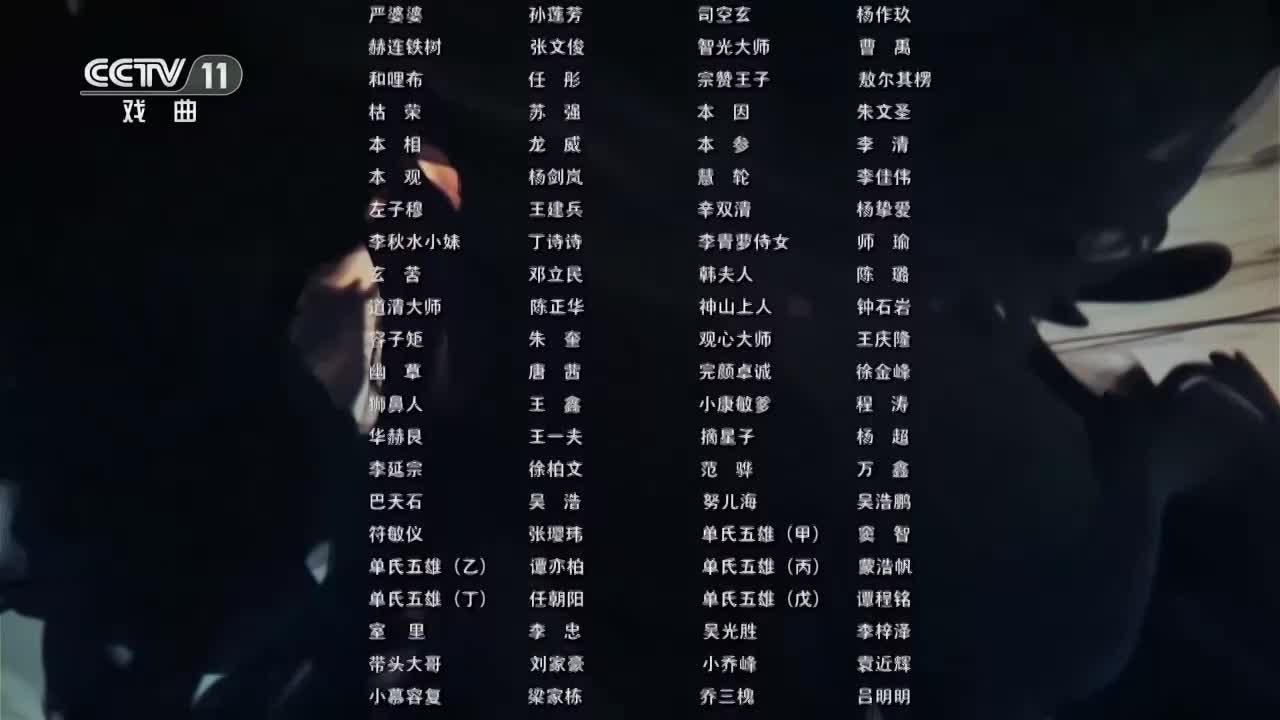 CCTV 11
戏 曲
严婆婆 孙莲芳 司空玄 杨作玖
赫连铁树 张文俊 智光大师 曹 禹
和哩布 任 彤 宗赞王子 敖尔其楞
枯 荣 苏 强 本 因 朱文圣
本 相 龙 威 本 参 李 清
本 观 杨剑岚 慧 轮 李佳伟
左子穆 王建兵 辛双清 杨挚爱
李秋水小妹 丁诗诗 李青萝侍女 师 瑜
玄 苦 邓立民 韩夫人 陈 璐
道清大师 陈正华 神山上人 钟石岩
容子矩 朱 奎 观心大师 王庆隆
幽 草 唐 茜 完颜卓诚 徐金峰
狮鼻人 王 鑫 小康敏爹 程 涛
华赫艮 王一夫 摘星子 杨 超
李延宗 徐柏文 范 骅 万 鑫
巴天石 吴 浩 努儿海 吴浩鹏
符敏仪 张璎玮 单氏五雄（甲） 窦 智
单氏五雄（乙） 谭亦柏 单氏五雄（丙） 蒙浩帆
单氏五雄（丁） 任朝阳 单氏五雄（戊） 谭程铭
室 里 李 忠 吴光胜 李梓泽
带头大哥 刘家豪 小乔峰 袁近辉
小慕容复 梁家栋 乔三槐 吕明明